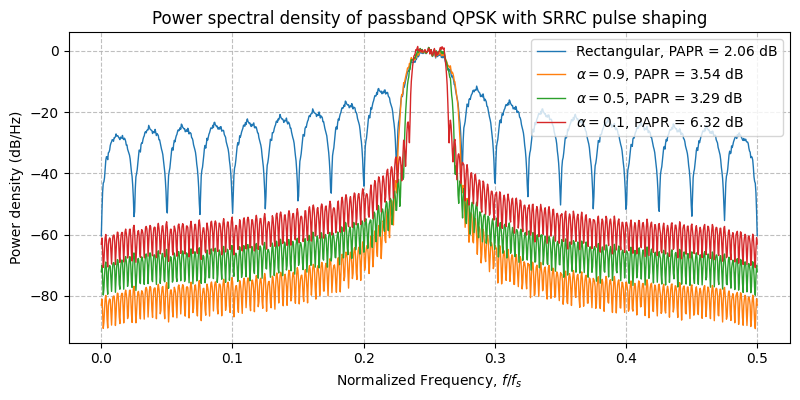 Power spectral density of passband QPSK with SRRC pulse shaping
Rectangular, PAPR = 2.06 dB
α = 0.9, PAPR = 3.54 dB
α = 0.5, PAPR = 3.29 dB
α = 0.1, PAPR = 6.32 dB
Power density (dB/Hz)
0
−20
−40
−60
−80
0.0 0.1 0.2 0.3 0.4 0.5
Normalized Frequency, f/fₛ